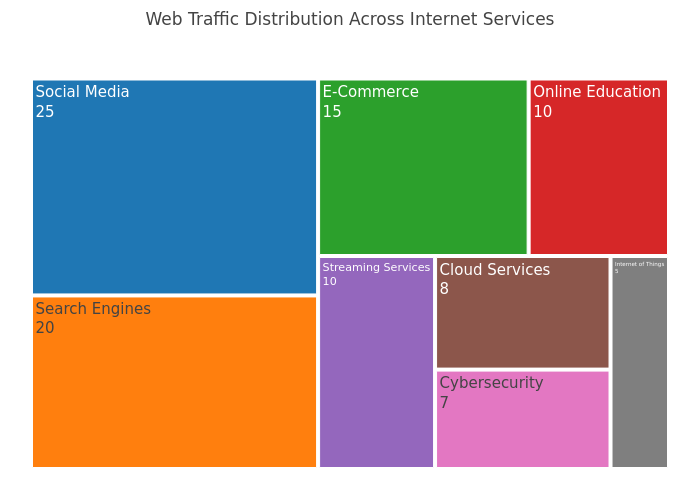 Web Traffic Distribution Across Internet Services
Social Media
25
E-Commerce
15
Online Education
10
Search Engines
20
Streaming Services
10
Cloud Services
8
Internet of Things
5
Cybersecurity
7